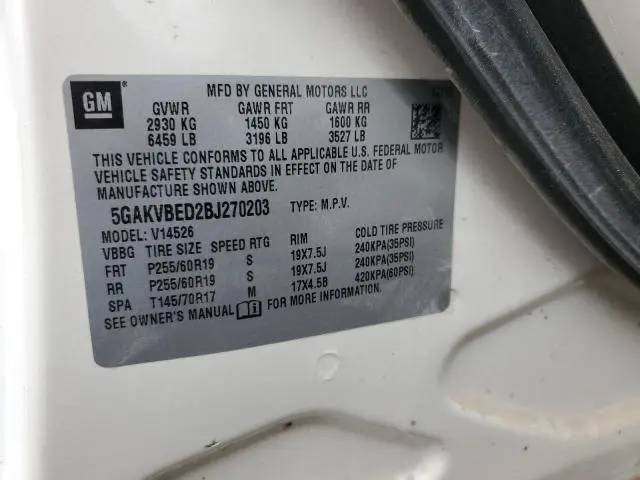 GM
MFD BY GENERAL MOTORS LLC
GVWR GAWR FRT GAWR RR
2930 KG 1450 KG 1600 KG
6459 LB 3196 LB 3527 LB
THIS VEHICLE CONFORMS TO ALL APPLICABLE U.S. FEDERAL MOTOR
VEHICLE SAFETY STANDARDS IN EFFECT ON THE DATE OF
MANUFACTURE SHOWN ABOVE.
5GAKVBED2BJ270203 TYPE: M.P.V.
MODEL: V14526
VBBG TIRE SIZE SPEED RTG RIM COLD TIRE PRESSURE
FRT P255/60R19 S 19X7.5J 240KPA(35PSI)
RR P255/60R19 S 19X7.5J 240KPA(35PSI)
SPA T145/70R17 M 17X4.5B 420KPA(60PSI)
SEE OWNER'S MANUAL FOR MORE INFORMATION.